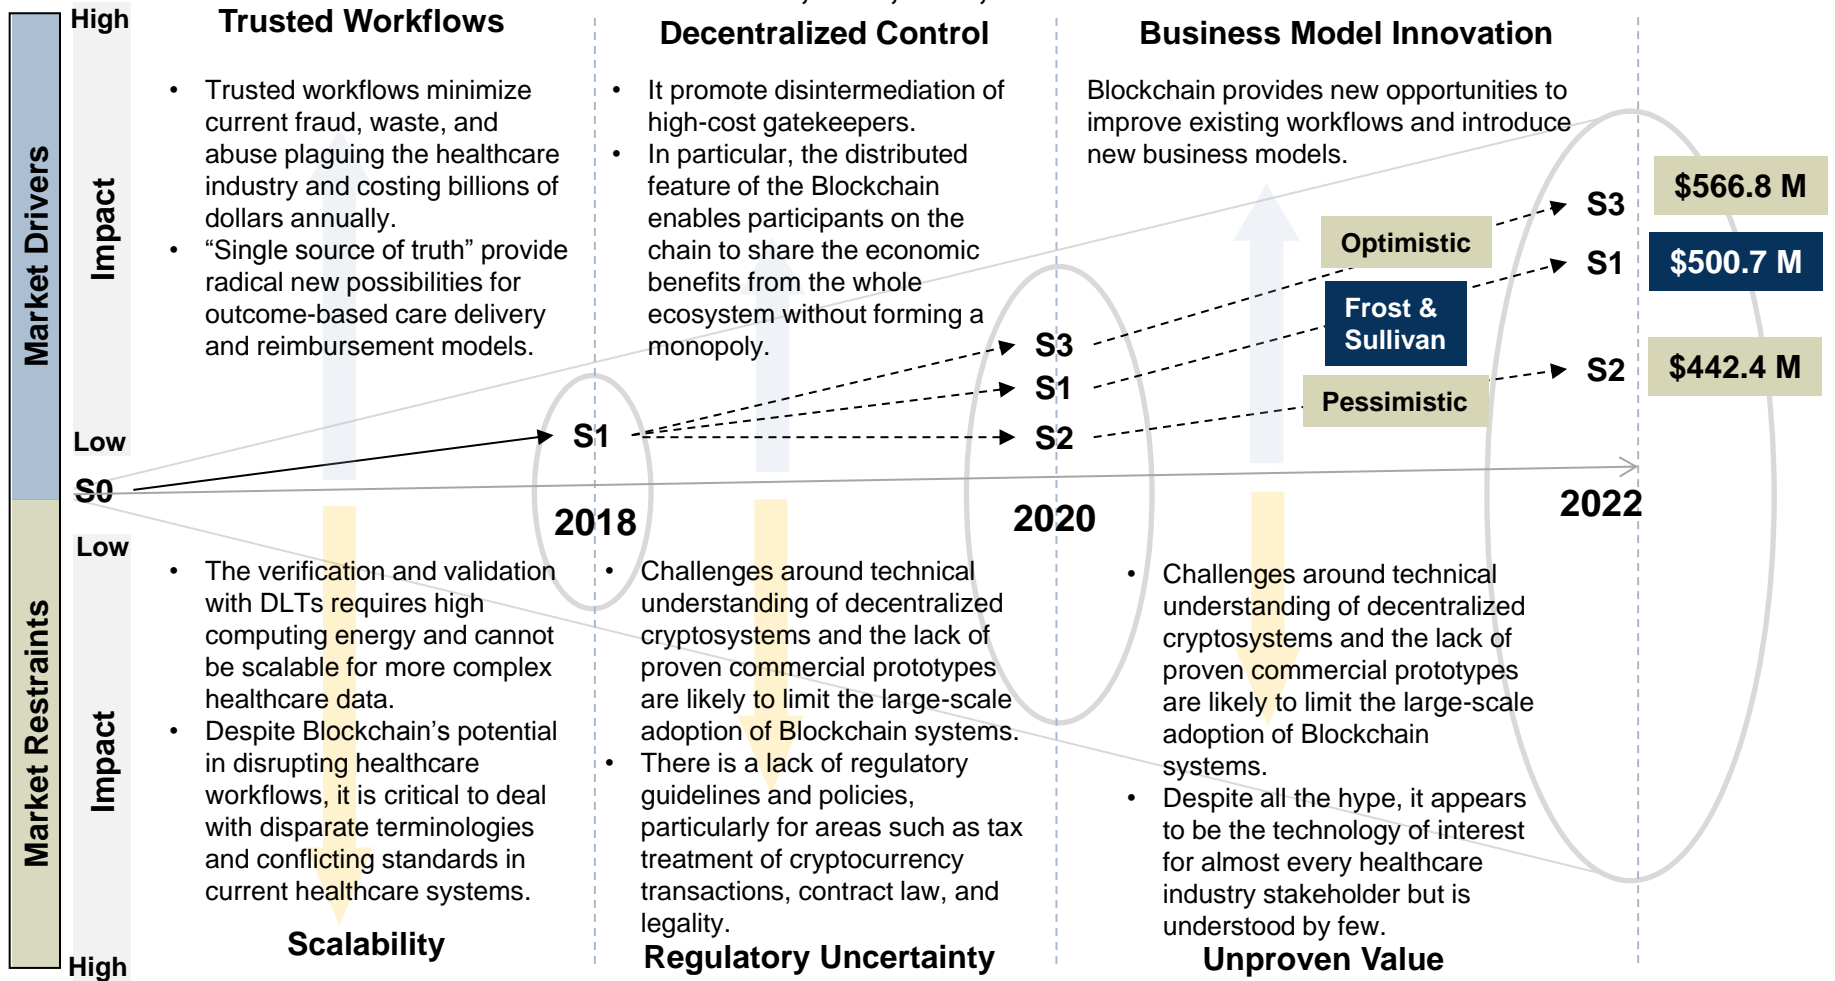 High
Trusted Workflows
Decentralized Control
Business Model Innovation
Market Drivers
Impact
• Trusted workflows minimize
current fraud, waste, and
abuse plaguing the healthcare
industry and costing billions of
dollars annually.
• “Single source of truth” provide
radical new possibilities for
outcome-based care delivery
and reimbursement models.
• It promote disintermediation of
high-cost gatekeepers.
• In particular, the distributed
feature of the Blockchain
enables participants on the
chain to share the economic
benefits from the whole
ecosystem without forming a
monopoly.
Blockchain provides new opportunities to
improve existing workflows and introduce
new business models.
Optimistic
Frost &
Sullivan
Pessimistic
S3
$566.8 M
S1
$500.7 M
S2
$442.4 M
S3
S1
S2
S1
Low
S0
2018
2020
2022
Low
Market Restraints
Impact
• The verification and validation
with DLTs requires high
computing energy and cannot
be scalable for more complex
healthcare data.
• Despite Blockchain’s potential
in disrupting healthcare
workflows, it is critical to deal
with disparate terminologies
and conflicting standards in
current healthcare systems.
• Challenges around technical
understanding of decentralized
cryptosystems and the lack of
proven commercial prototypes
are likely to limit the large-scale
adoption of Blockchain systems.
• There is a lack of regulatory
guidelines and policies,
particularly for areas such as tax
treatment of cryptocurrency
transactions, contract law, and
legality.
• Challenges around technical
understanding of decentralized
cryptosystems and the lack of
proven commercial prototypes
are likely to limit the large-scale
adoption of Blockchain
systems.
• Despite all the hype, it appears
to be the technology of interest
for almost every healthcare
industry stakeholder but is
understood by few.
High
Scalability
Regulatory Uncertainty
Unproven Value